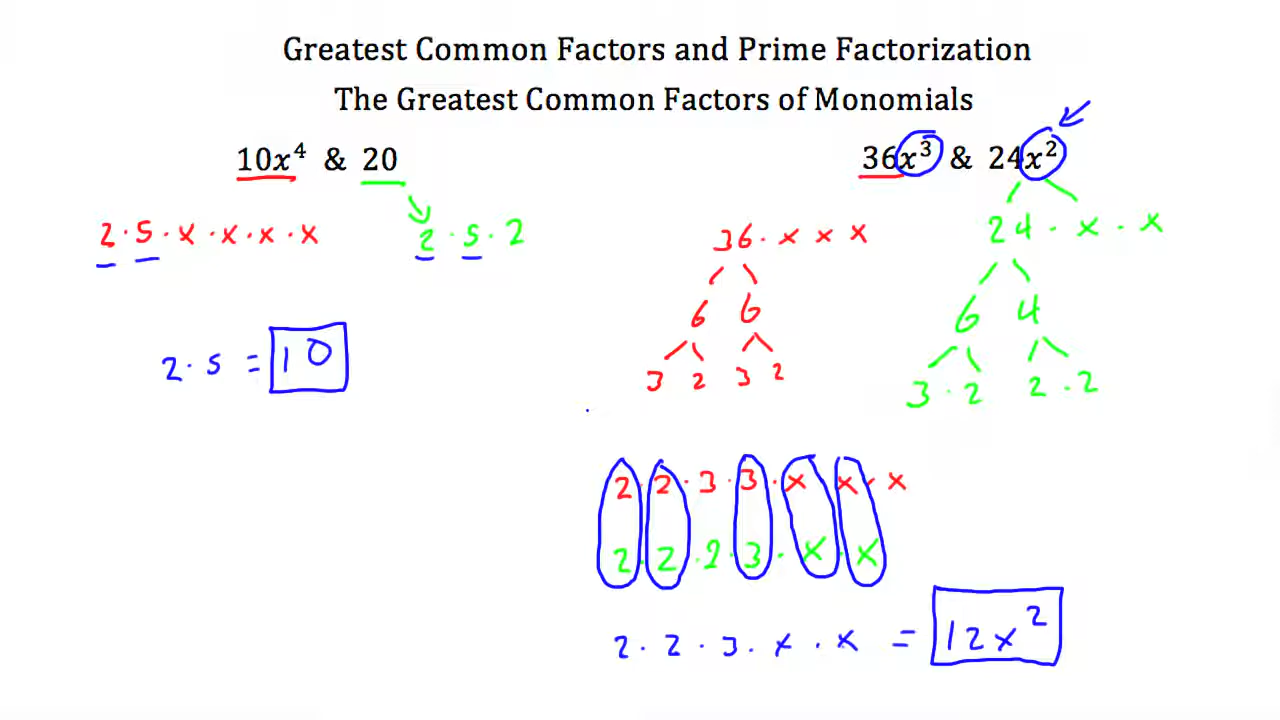 Greatest Common Factors and Prime Factorization
The Greatest Common Factors of Monomials
10x⁴ & 20
2 · 5 · x · x · x · x
2 · 5 · 2
2 · 5 = 10
36x³ & 24x²
36 · x x x
6 6
3 2 3 2
24 · x · x
6 4
3 · 2 2 · 2
2 · 2 · 3 · 3 · x · x · x
2 · 2 · 2 · 3 · x · x
2 · 2 · 3 · x · x = 12x²